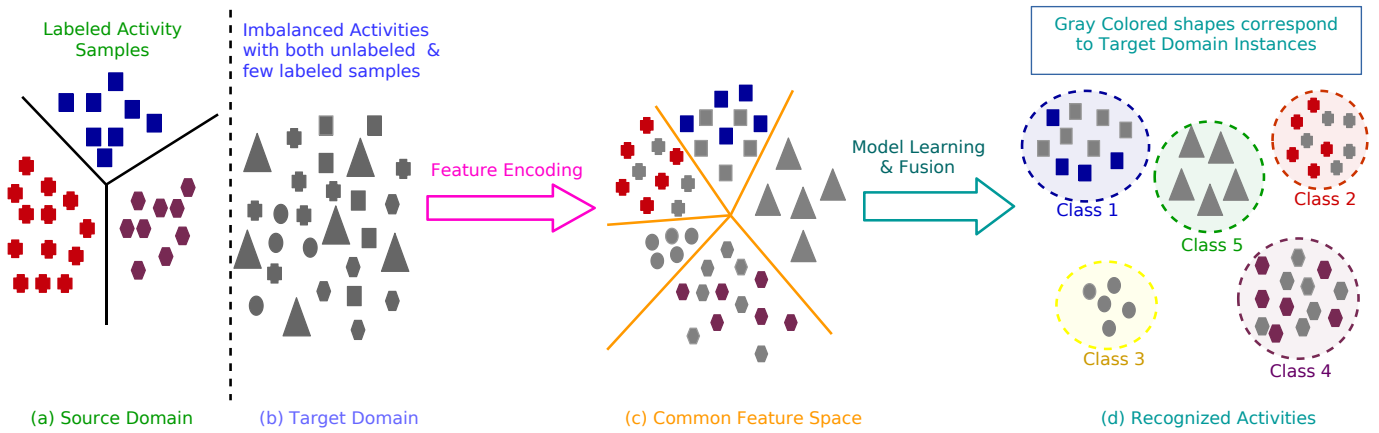 Labeled Activity
Samples
Imbalanced Activities
with both unlabeled &
few labeled samples
Feature Encoding
Model Learning
& Fusion
Gray Colored shapes correspond
to Target Domain Instances
Class 1
Class 2
Class 5
Class 3
Class 4
(a) Source Domain
(b) Target Domain
(c) Common Feature Space
(d) Recognized Activities